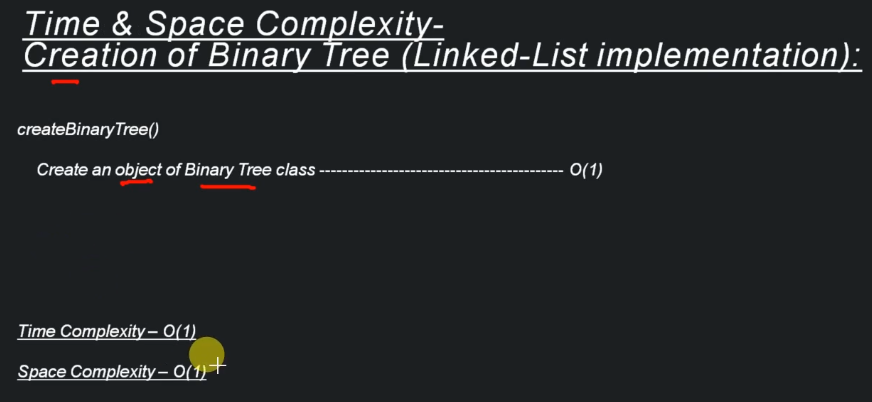 Time & Space Complexity-
Creation of Binary Tree (Linked-List implementation):
createBinaryTree()
Create an object of Binary Tree class ------------------------------------------- O(1)
Time Complexity – O(1)
Space Complexity – O(1)